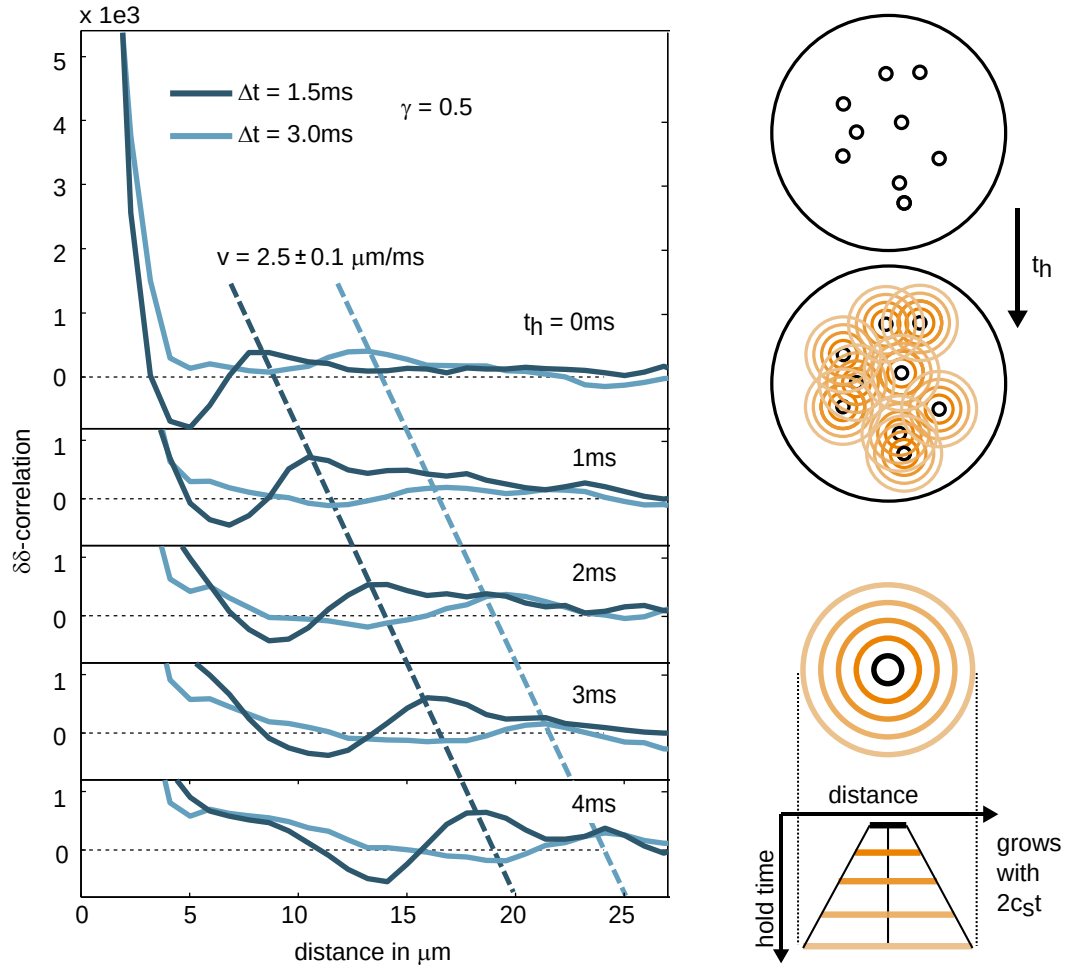 x 1e3
5
4
3
2
1
0
1
0
1
0
1
0
1
0
δδ-correlation
Δt = 1.5ms
Δt = 3.0ms
γ = 0.5
v = 2.5 ± 0.1 μm/ms
t_h = 0ms
1ms
2ms
3ms
4ms
0
5
10
15
20
25
distance in μm
t_h
distance
hold time
grows
with
2c_st